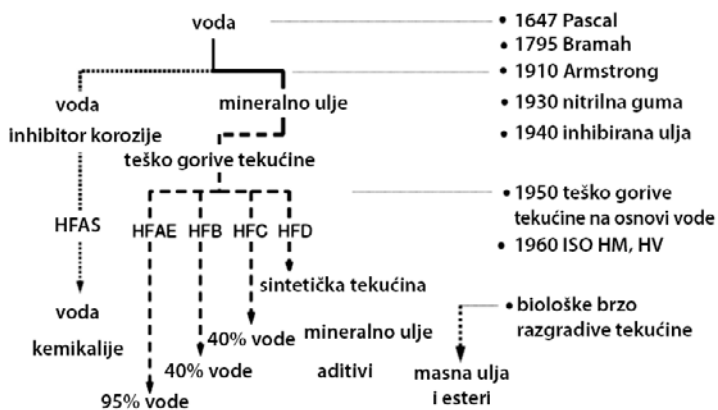 voda
• 1647 Pascal
• 1795 Bramah
• 1910 Armstrong
voda
inhibitor korozije
mineralno ulje
• 1930 nitrilna guma
• 1940 inhibirana ulja
teško gorive tekućine
• 1950 teško gorive
tekućine na osnovi vode
HFAS
HFAE HFB HFC HFD
• 1960 ISO HM, HV
sintetička tekućina
voda
kemikalije
• biološke brzo
razgradive tekućine
40% vode
mineralno ulje
aditivi
40% vode
masna ulja
i esteri
95% vode